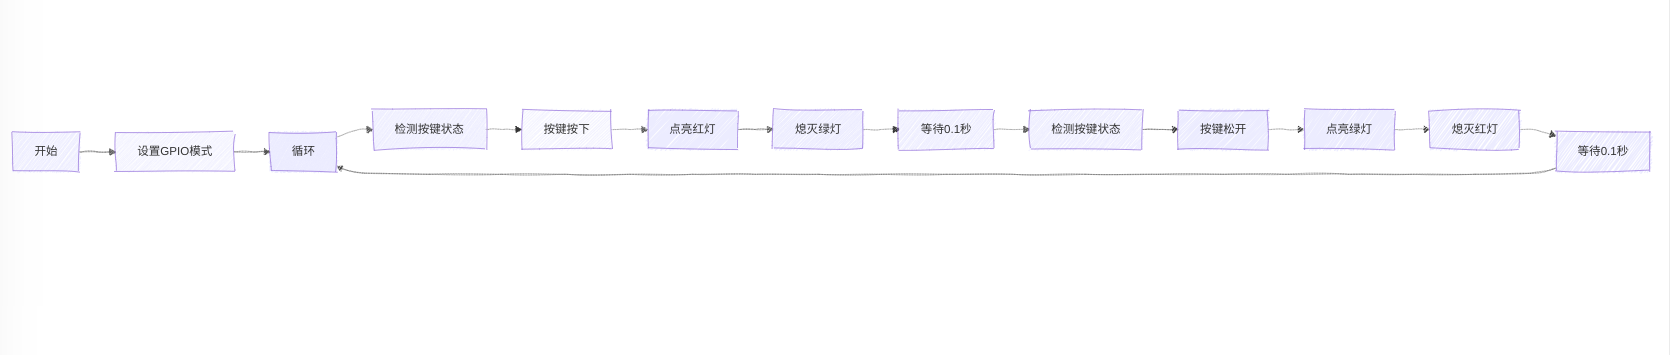 开始
设置GPIO模式
循环
检测按键状态
按键按下
点亮红灯
熄灭绿灯
等待0.1秒
检测按键状态
按键松开
点亮绿灯
熄灭红灯
等待0.1秒